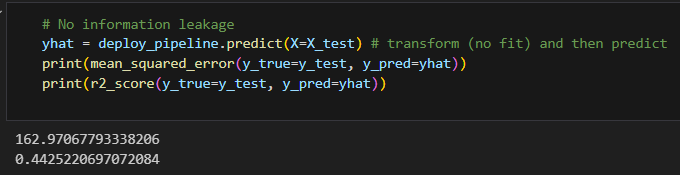 # No information leakage
yhat = deploy_pipeline.predict(X=X_test) # transform (no fit) and then predict
print(mean_squared_error(y_true=y_test, y_pred=yhat))
print(r2_score(y_true=y_test, y_pred=yhat))
162.97067793338206
0.4425220697072084